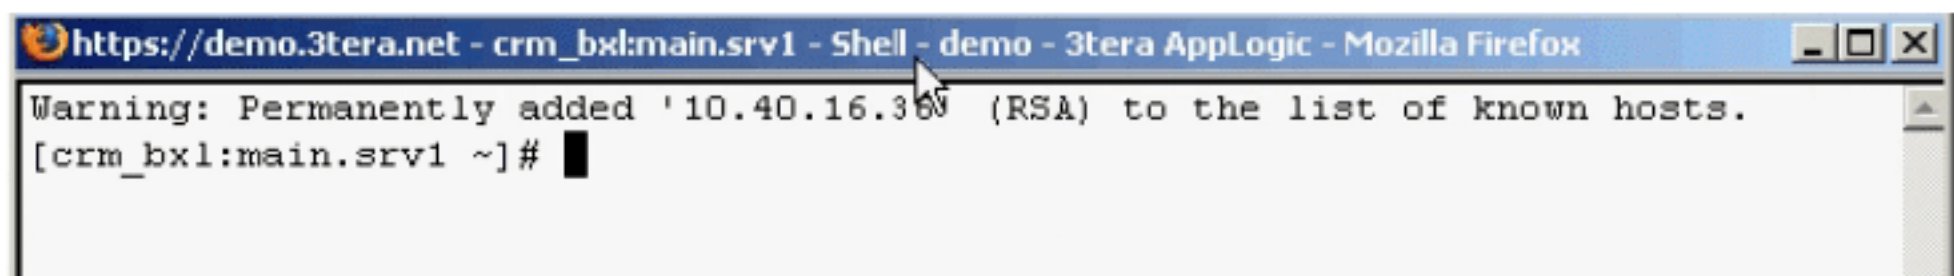 https://demo.3tera.net - crm_bxl:main.srv1 - Shell - demo - 3tera AppLogic - Mozilla Firefox
Warning: Permanently added '10.40.16.36' (RSA) to the list of known hosts.
[crm_bxl:main.srv1 ~]#